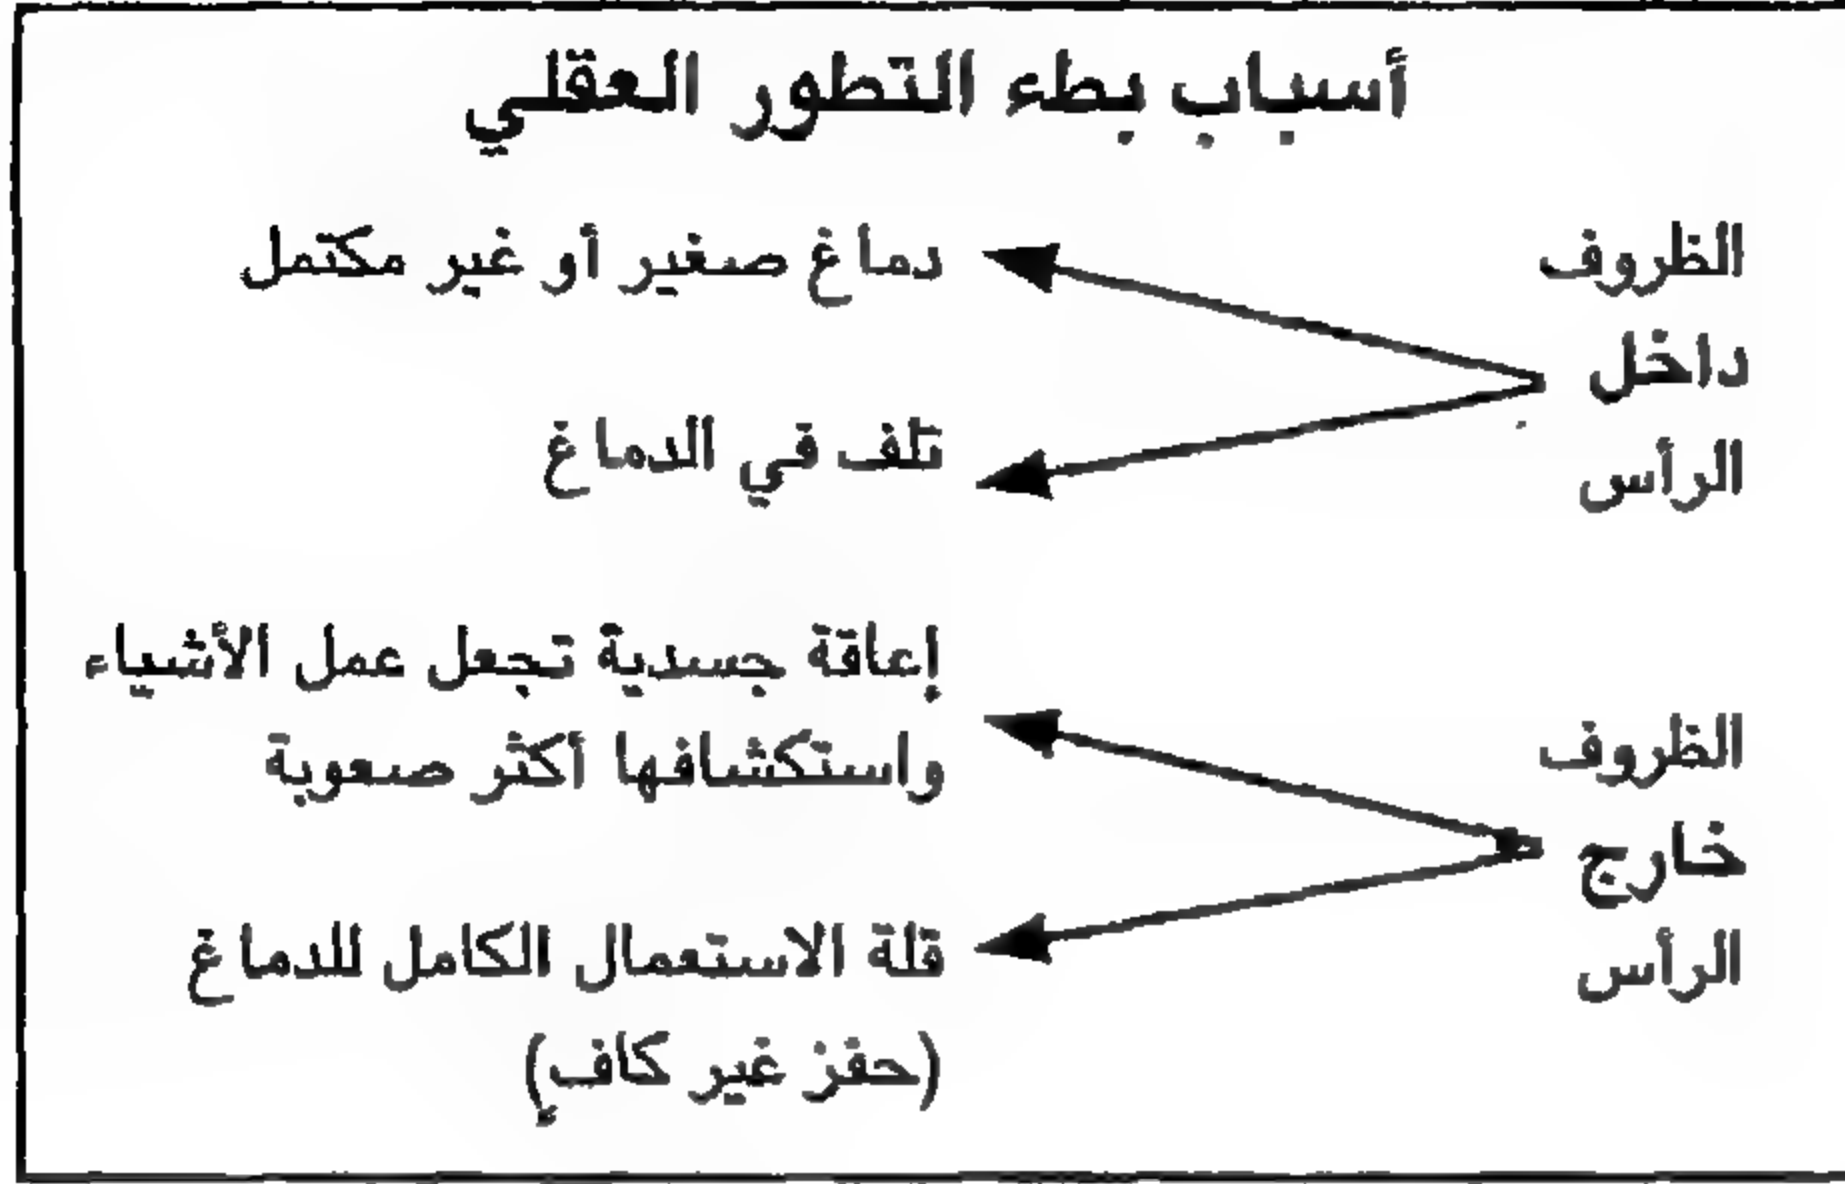 أسباب بطء التطور العقلي
الظروف
داخل
الرأس
دماغ صغير أو غير مكتمل
تلف في الدماغ
الظروف
خارج
الرأس
إعاقة جسدية تجعل عمل الأشياء
واستكشافها أكثر صعوبة
قلة الاستعمال الكامل للدماغ
(حفز غير كافٍ)